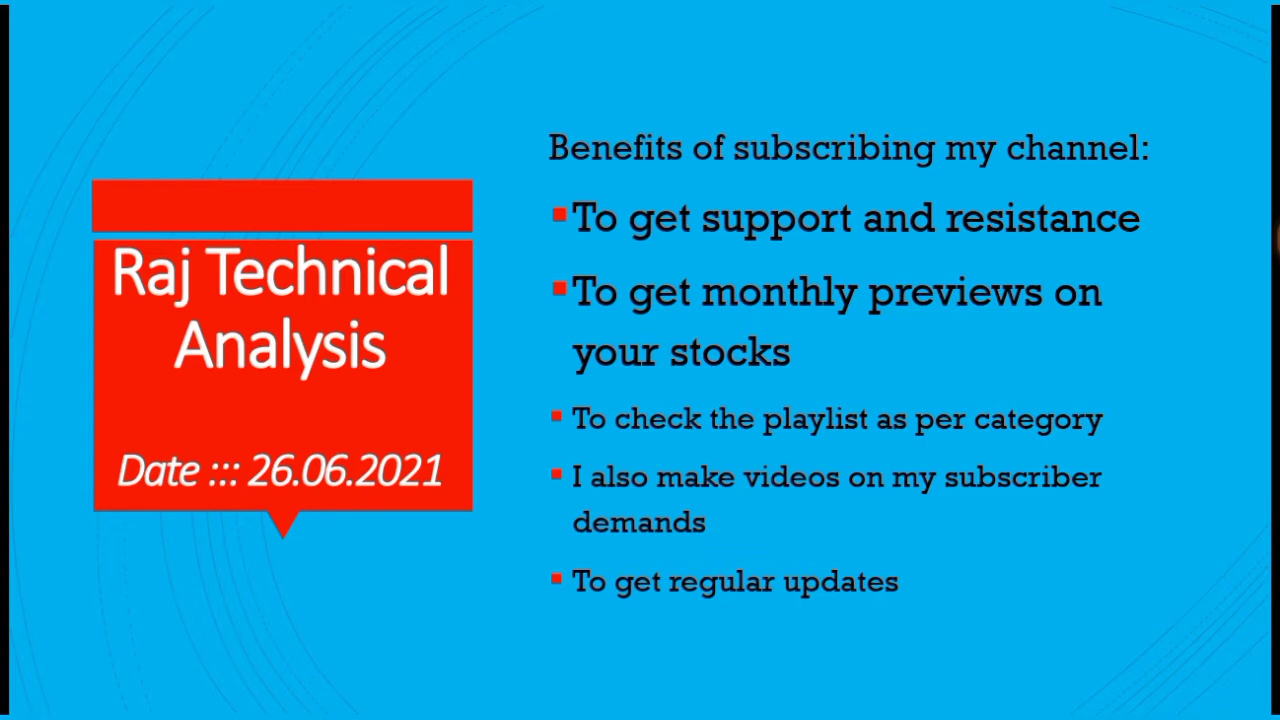 Raj Technical
Analysis
Date ::: 26.06.2021
Benefits of subscribing my channel:
To get support and resistance
To get monthly previews on
your stocks
To check the playlist as per category
I also make videos on my subscriber
demands
To get regular updates